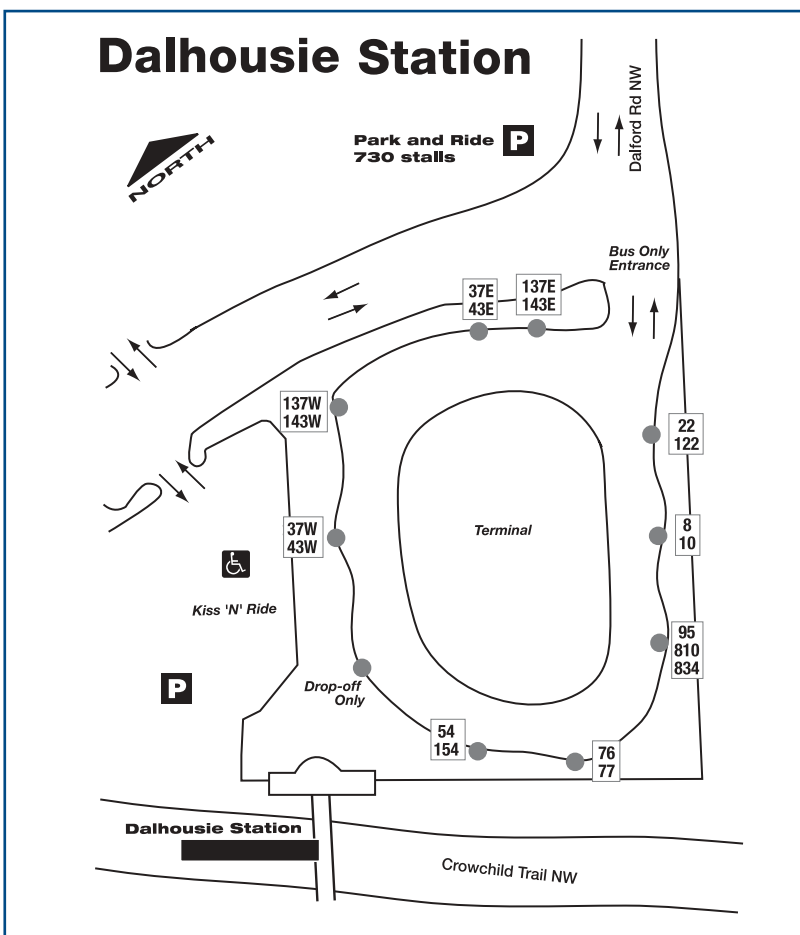 Dalhousie Station
NORTH
Park and Ride P
730 stalls
Dalford Rd NW
Bus Only
Entrance
37E
43E
137E
143E
137W
143W
22
122
37W
43W
8
10
Terminal
Kiss 'N' Ride
95
810
834
P
Drop-off
Only
54
154
76
77
Dalhousie Station
Crowchild Trail NW